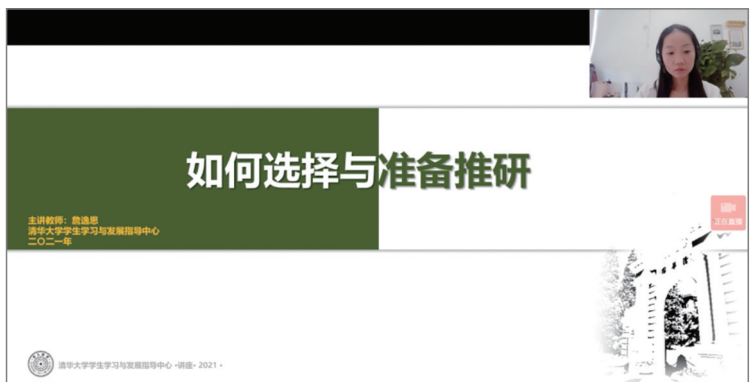 如何选择与准备推研
主讲教师：詹逸思
清华大学学生学习与发展指导中心
二〇二一年
正在直播
清华大学学生学习与发展指导中心 •讲座• 2021 •